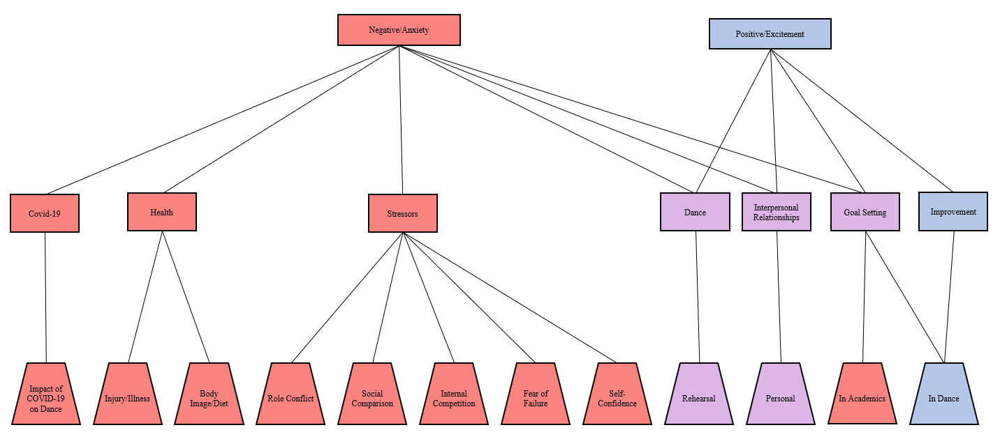 Negative/Anxiety
Positive/Excitement
Covid-19
Health
Stressors
Dance
Interpersonal
Relationships
Goal Setting
Improvement
Impact of
COVID-19
on Dance
Injury/Illness
Body
Image/Diet
Role Conflict
Social
Comparison
Internal
Competition
Fear of
Failure
Self-
Confidence
Rehearsal
Personal
In Academics
In Dance